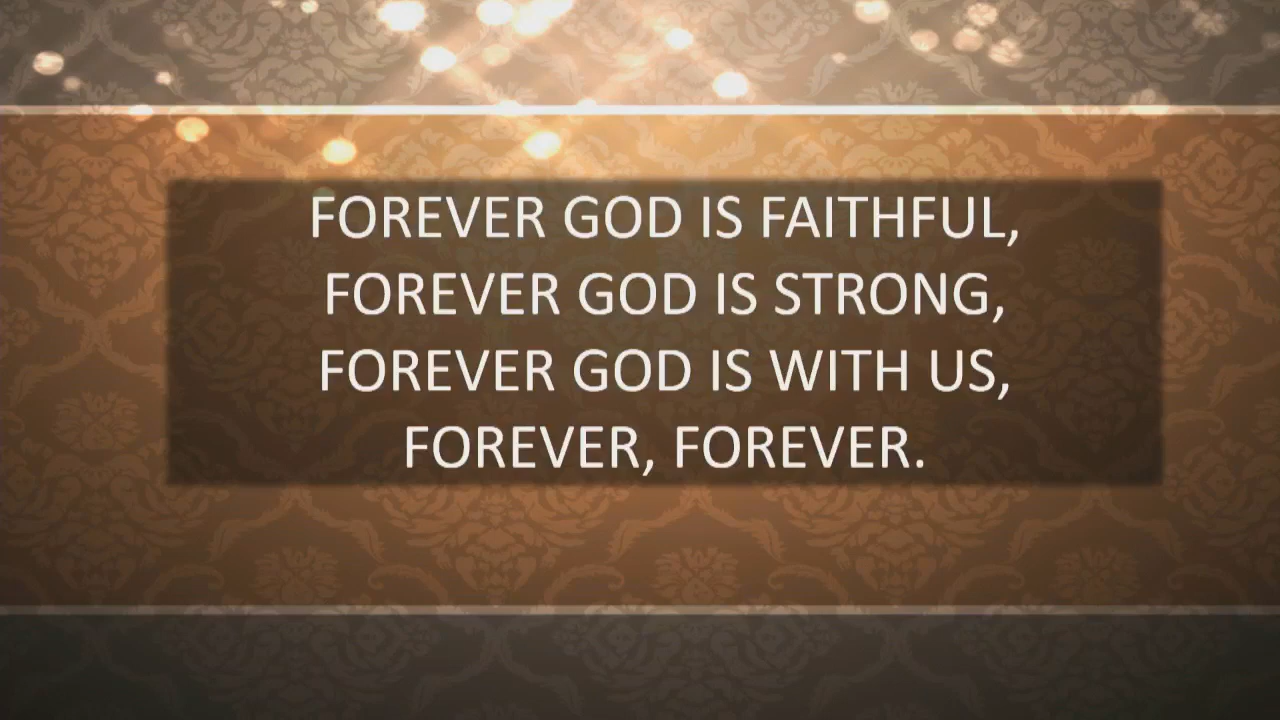 FOREVER GOD IS FAITHFUL,
FOREVER GOD IS STRONG,
FOREVER GOD IS WITH US,
FOREVER, FOREVER.